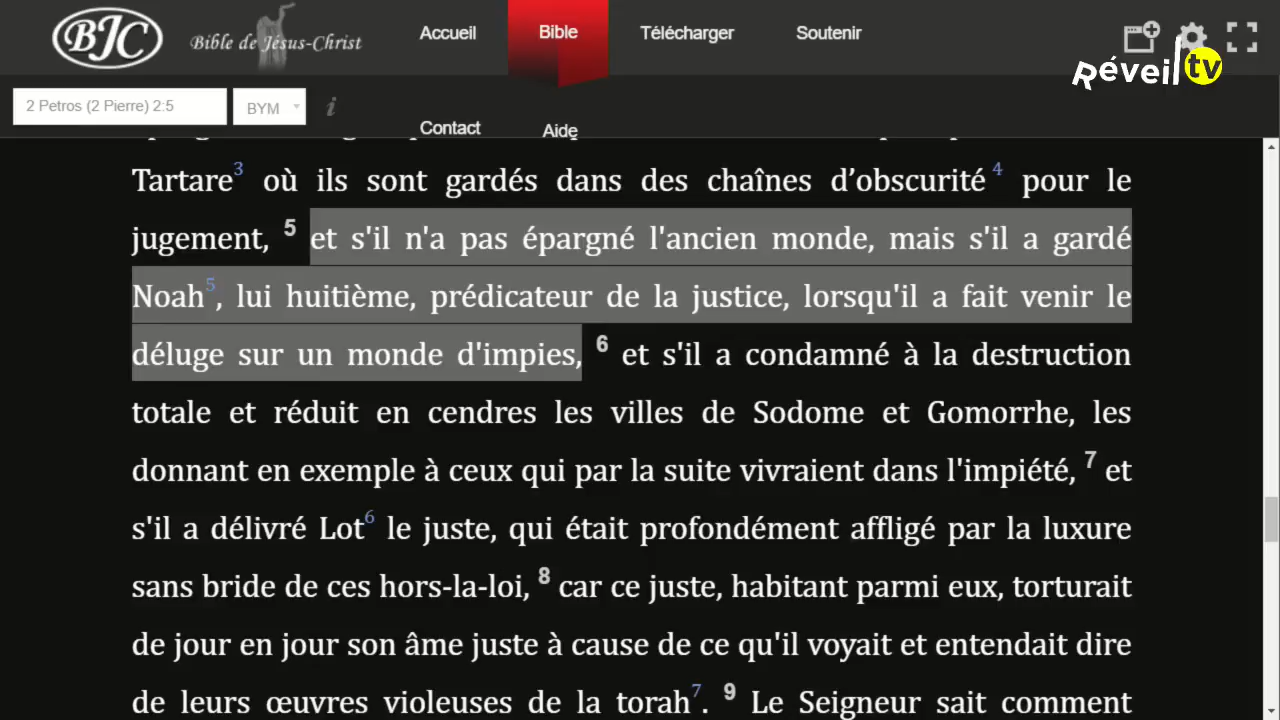 BJC Bible de Jésus-Christ Accueil Bible Télécharger Soutenir
Réveil tv
2 Petros (2 Pierre) 2:5 BYM i
Contact Aide
Tartare3 où ils sont gardés dans des chaînes d’obscurité 4 pour le
jugement, 5 et s'il n'a pas épargné l'ancien monde, mais s'il a gardé
Noah5, lui huitième, prédicateur de la justice, lorsqu'il a fait venir le
déluge sur un monde d'impies, 6 et s'il a condamné à la destruction
totale et réduit en cendres les villes de Sodome et Gomorrhe, les
donnant en exemple à ceux qui par la suite vivraient dans l'impiété, 7 et
s'il a délivré Lot6 le juste, qui était profondément affligé par la luxure
sans bride de ces hors-la-loi, 8 car ce juste, habitant parmi eux, torturait
de jour en jour son âme juste à cause de ce qu'il voyait et entendait dire
de leurs œuvres violeuses de la torah7. 9 Le Seigneur sait comment